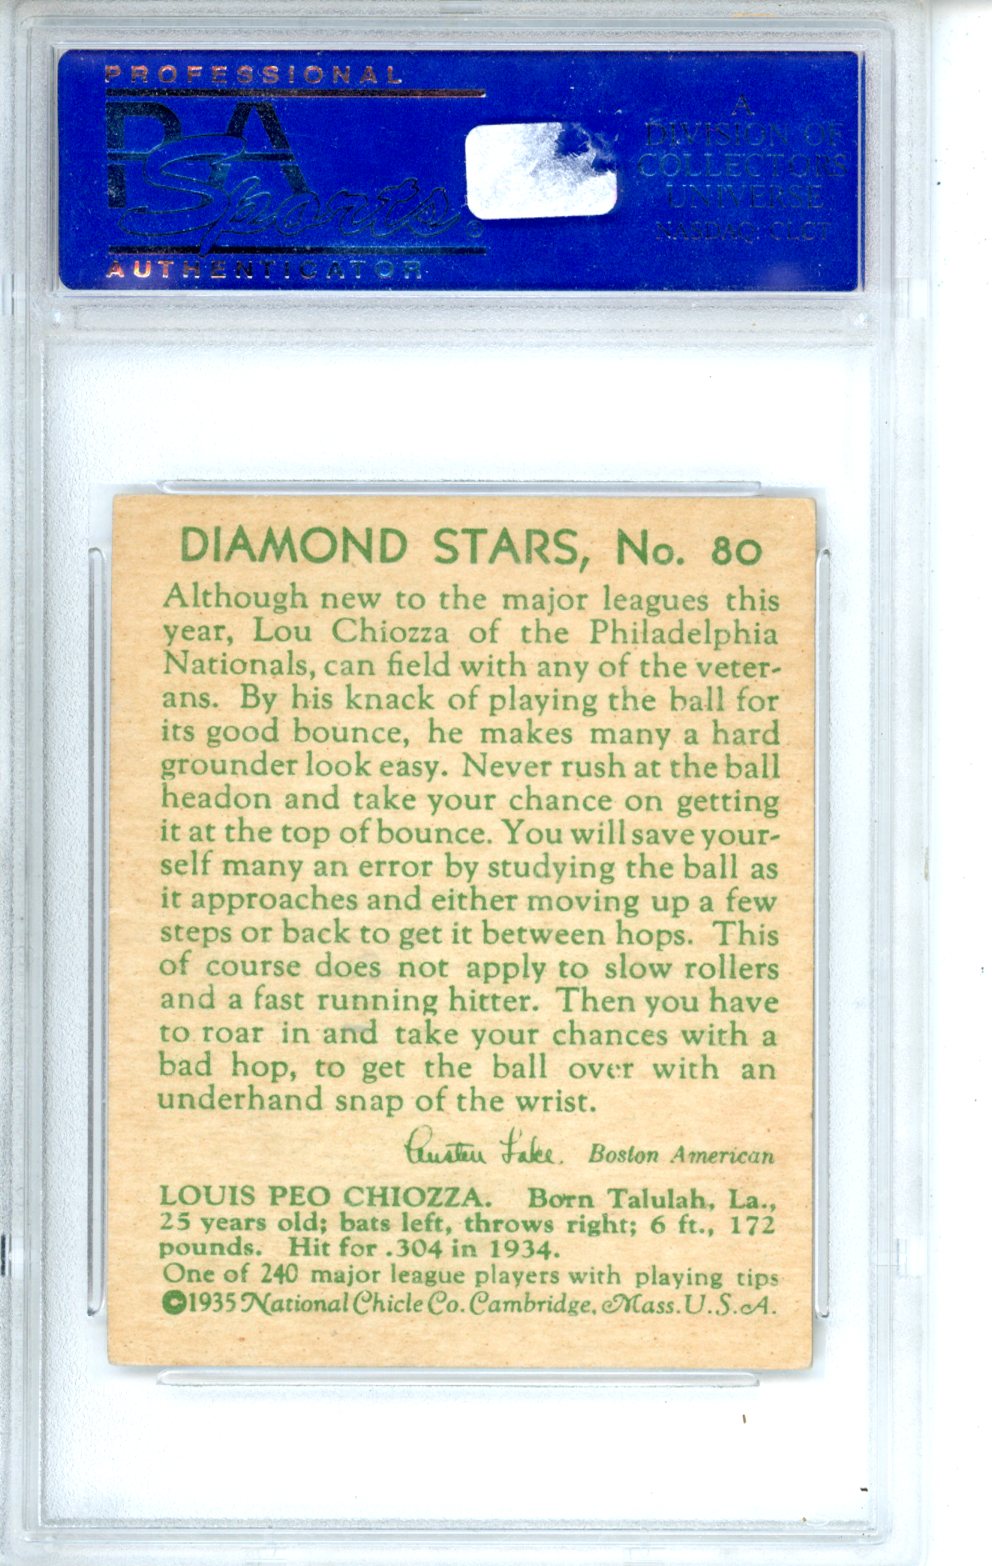 PROFESSIONAL
PSA
Sports
AUTHENTICATOR
A
DIVISION OF
COLLECTORS
UNIVERSE
NASDAQ: CLCT
DIAMOND STARS, No. 80
Although new to the major leagues this
year, Lou Chiozza of the Philadelphia
Nationals, can field with any of the veter-
ans. By his knack of playing the ball for
its good bounce, he makes many a hard
grounder look easy. Never rush at the ball
headon and take your chance on getting
it at the top of bounce. You will save your-
self many an error by studying the ball as
it approaches and either moving up a few
steps or back to get it between hops. This
of course does not apply to slow rollers
and a fast running hitter. Then you have
to roar in and take your chances with a
bad hop, to get the ball over with an
underhand snap of the wrist.
Austen Lake. Boston American
LOUIS PEO CHIOZZA. Born Talulah, La.,
25 years old; bats left, throws right; 6 ft., 172
pounds. Hit for .304 in 1934.
One of 240 major league players with playing tips
©1935 National Chicle Co. Cambridge, Mass. U.S.A.